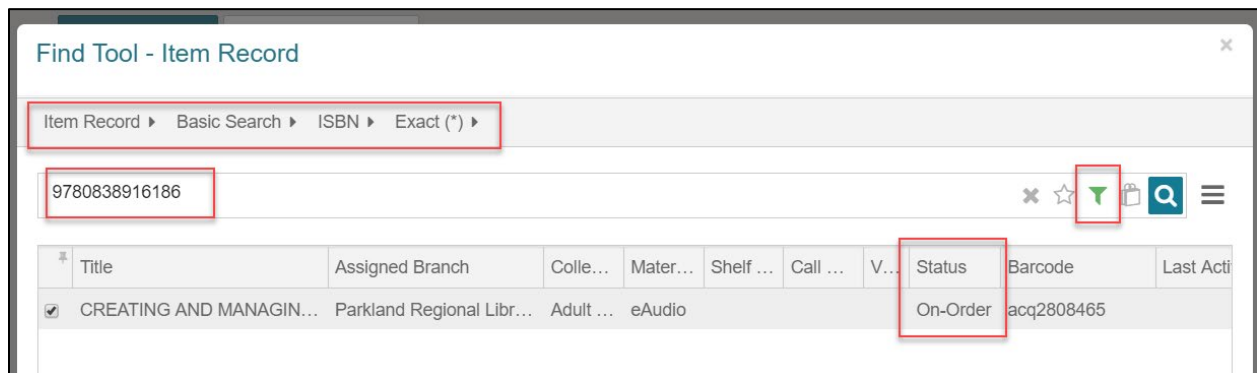 Find Tool - Item Record
Item Record Basic Search ISBN Exact (*)
9780838916186
Title Assigned Branch Colle... Mater... Shelf ... Call ... V... Status Barcode Last Acti
CREATING AND MANAGIN... Parkland Regional Libr... Adult ... eAudio On-Order acq2808465